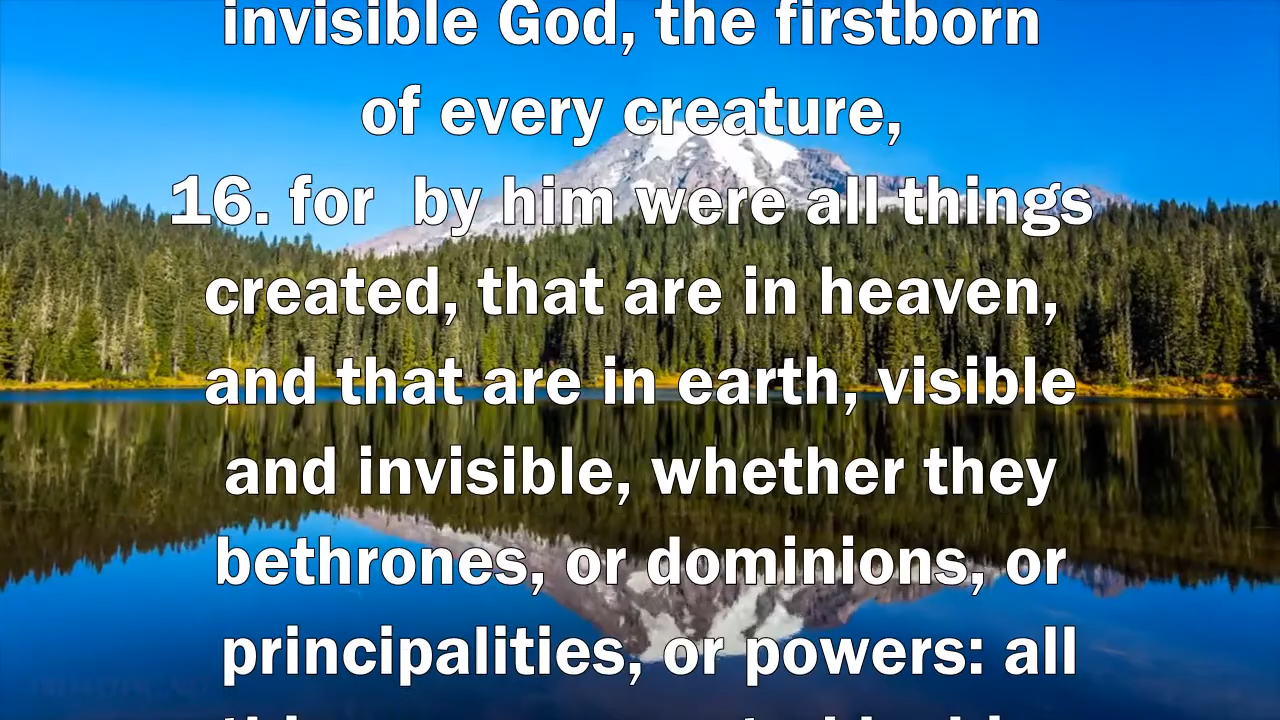 invisible God, the firstborn
of every creature,
16. for by him were all things
created, that are in heaven,
and that are in earth, visible
and invisible, whether they
bethrones, or dominions, or
principalities, or powers: all